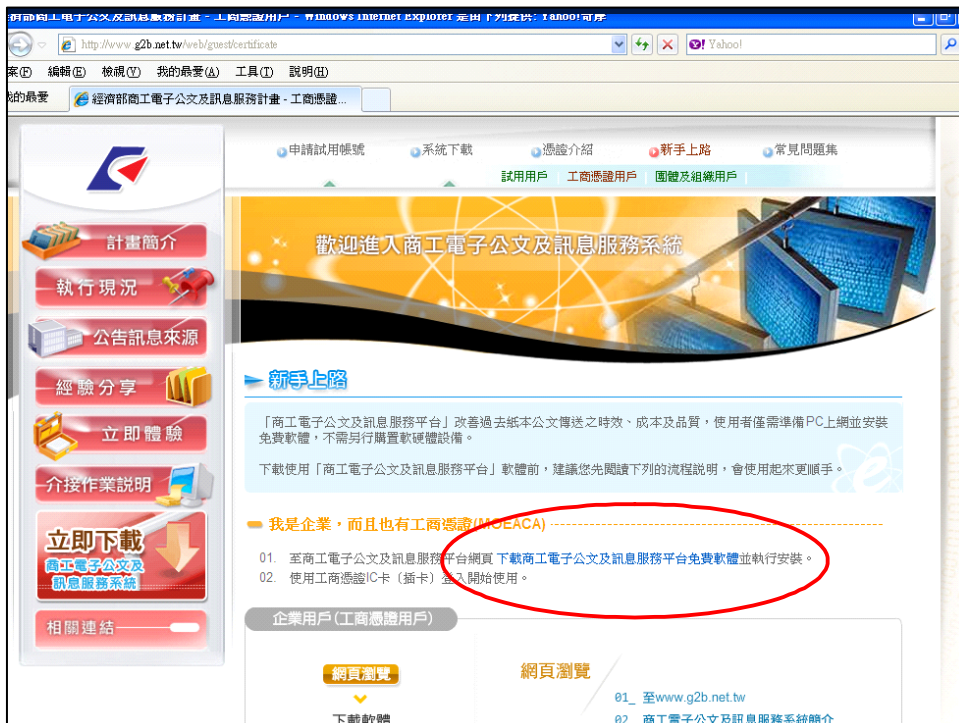 經濟部商工電子公文及訊息服務計畫 - 工商憑證用戶 - Windows Internet Explorer 是由下列提供: Yahoo!奇摩
http://www.g2b.net.tw/web/guest/certificate
Yahoo!
案(F) 編輯(E) 檢視(V) 我的最愛(A) 工具(T) 說明(H)
我的最愛 經濟部商工電子公文及訊息服務計畫 - 工商憑證...
申請試用帳號 系統下載 憑證介紹 新手上路 常見問題集
試用用戶 工商憑證用戶 團體及組織用戶
計畫簡介
執行現況
公告訊息來源
經驗分享
立即體驗
介接作業説明
立即下載
商工電子公文及
訊息服務系統
相關連結
歡迎進入商工電子公文及訊息服務系統
新手上路
「商工電子公文及訊息服務平台」改善過去紙本公文傳送之時效、成本及品質，使用者僅需準備PC上網並安裝
免費軟體，不需另行購置軟硬體設備。
下載使用「商工電子公文及訊息服務平台」軟體前，建議您先閱讀下列的流程説明，會使用起來更順手。
我是企業，而且也有工商憑證(MOEACA)
01. 至商工電子公文及訊息服務平台網頁 下載商工電子公文及訊息服務平台免費軟體並執行安裝。
02. 使用工商憑證IC卡〔插卡〕登入開始使用。
企業用戶(工商憑證用戶)
網頁瀏覽
下載軟體
網頁瀏覽
01_ 至www.g2b.net.tw
02_ 商工電子公文及訊息服務系統簡介